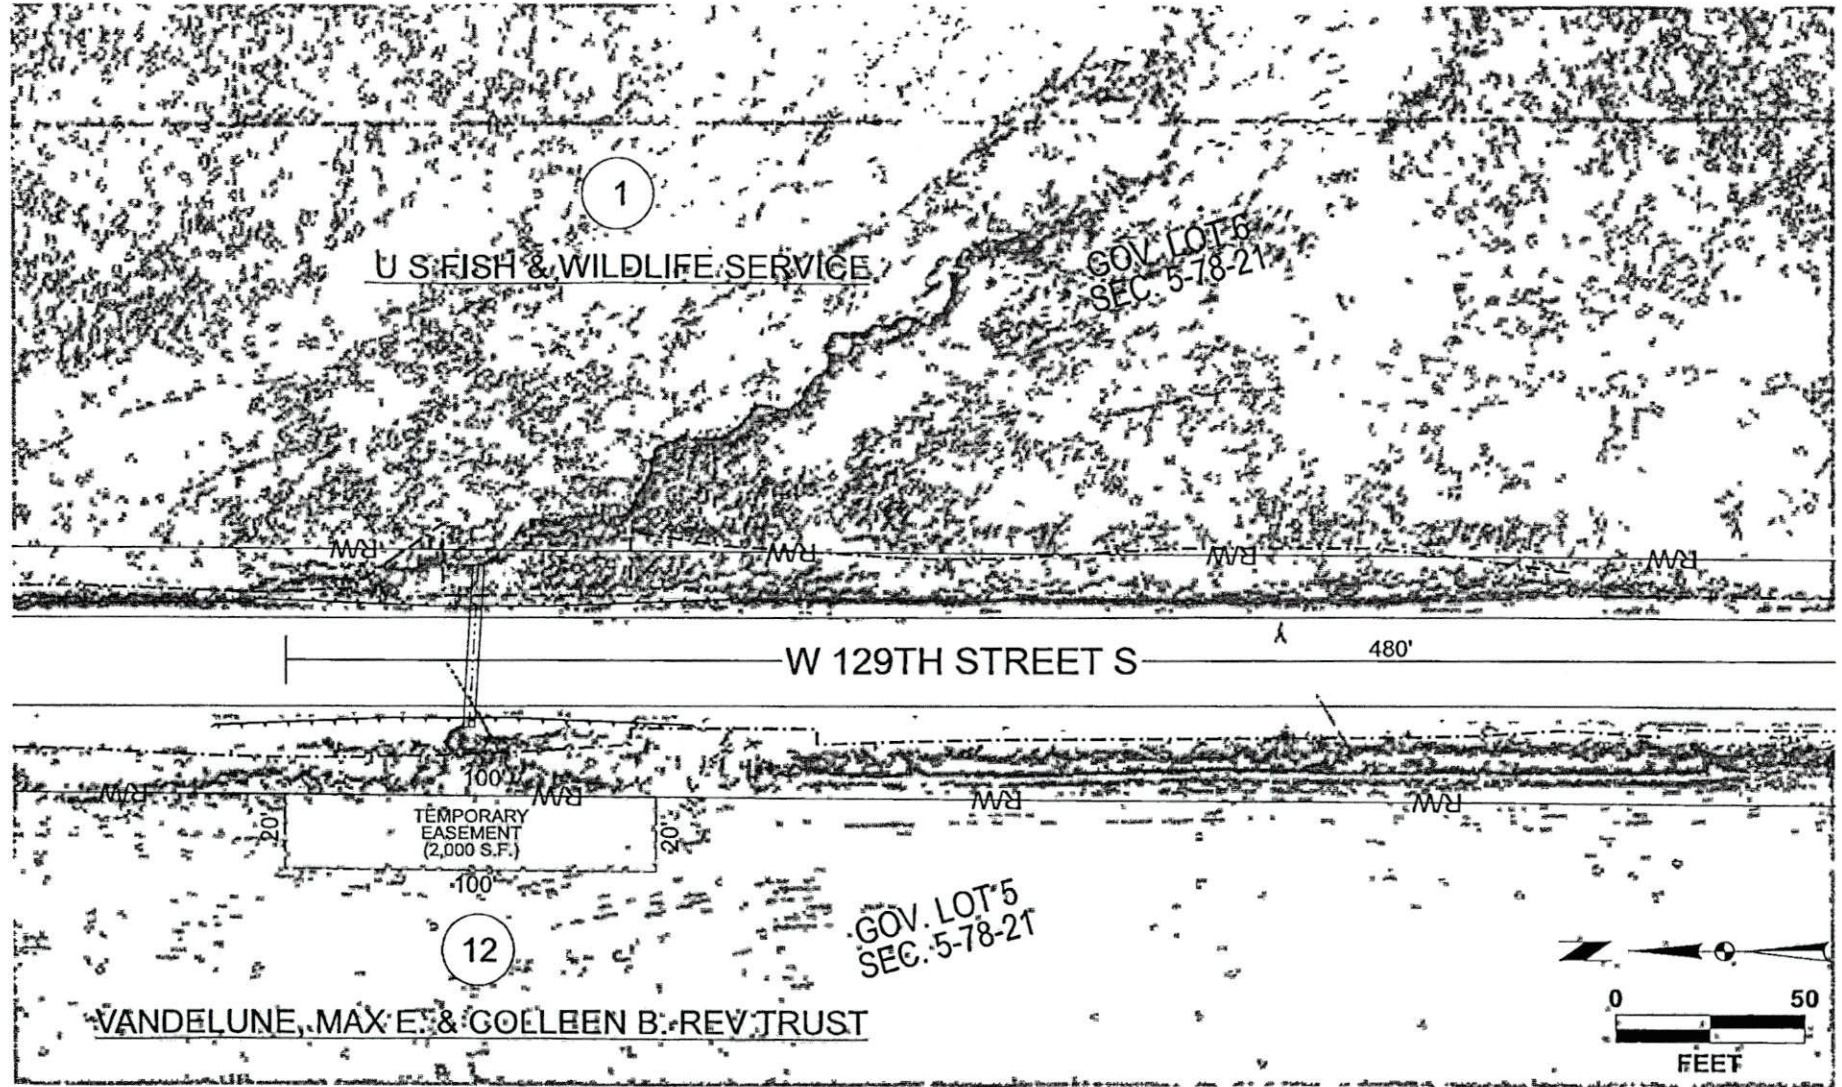 1
U S FISH & WILDLIFE SERVICE
GOV. LOT 6
SEC. 5-78-21
R/W
R/W
R/W
R/W
W 129TH STREET S
480'
100'
R/W
R/W
R/W
R/W
20'
TEMPORARY
EASEMENT
(2,000 S.F.)
20'
100'
GOV. LOT 5
SEC. 5-78-21
12
VANDELUNE, MAX E. & COLLEEN B. REV TRUST
Z
0 50
FEET